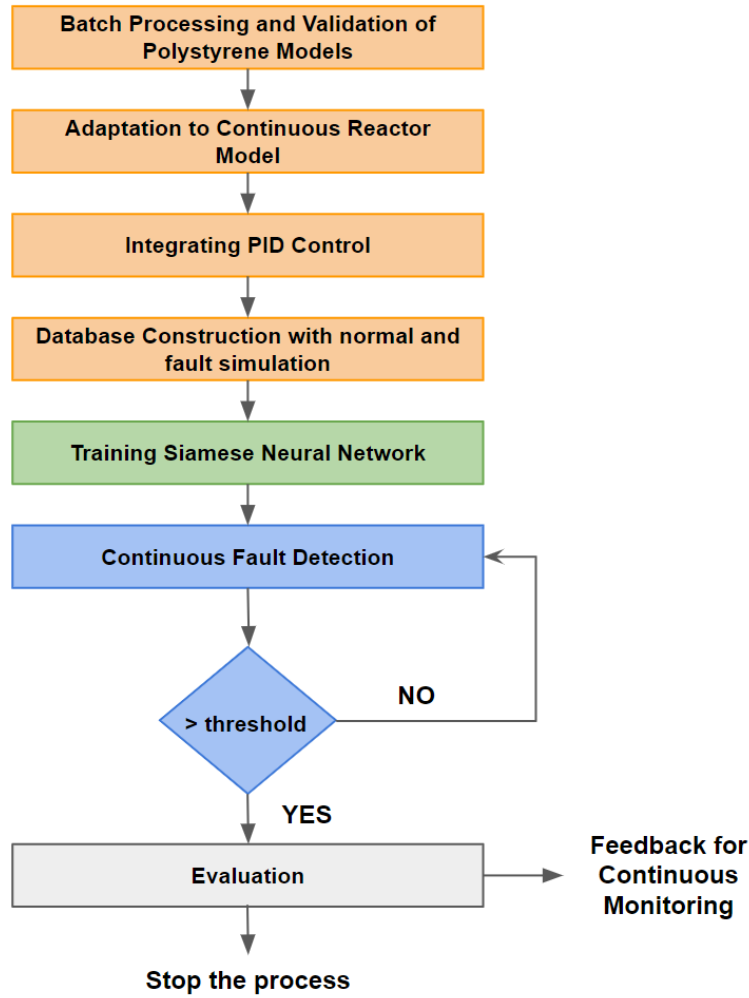 Batch Processing and Validation of
Polystyrene Models
Adaptation to Continuous Reactor
Model
Integrating PID Control
Database Construction with normal and
fault simulation
Training Siamese Neural Network
Continuous Fault Detection
> threshold
NO
YES
Evaluation
Feedback for
Continuous
Monitoring
Stop the process